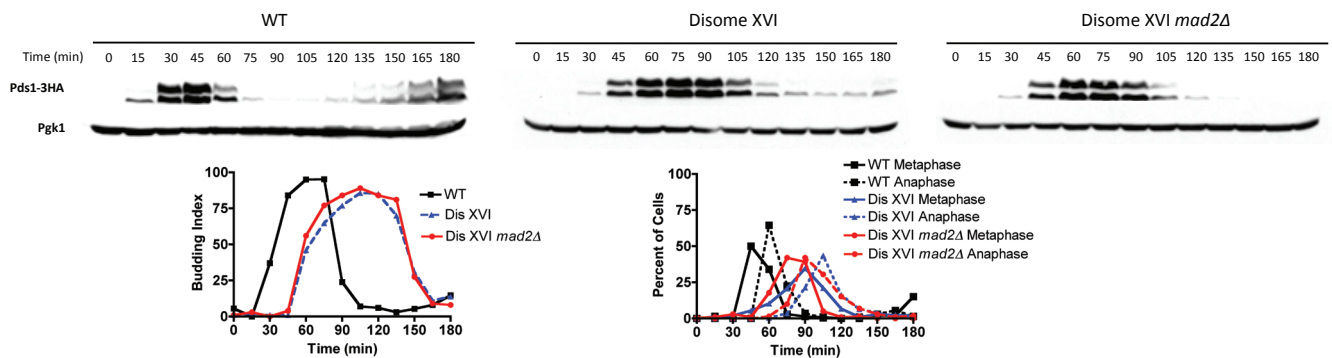 WT
Disome XVI
Disome XVI mad2Δ
Time (min) 0 15 30 45 60 75 90 105 120 135 150 165 180
0 15 30 45 60 75 90 105 120 135 150 165 180
0 15 30 45 60 75 90 105 120 135 150 165 180
Pds1-3HA
Pgk1
Budding Index
100
75
50
25
0
0 30 60 90 120 150 180
Time (min)
WT
Dis XVI
Dis XVI mad2Δ
Percent of Cells
100
75
50
25
0
0 30 60 90 120 150 180
Time (min)
WT Metaphase
WT Anaphase
Dis XVI Metaphase
Dis XVI Anaphase
Dis XVI mad2Δ Metaphase
Dis XVI mad2Δ Anaphase